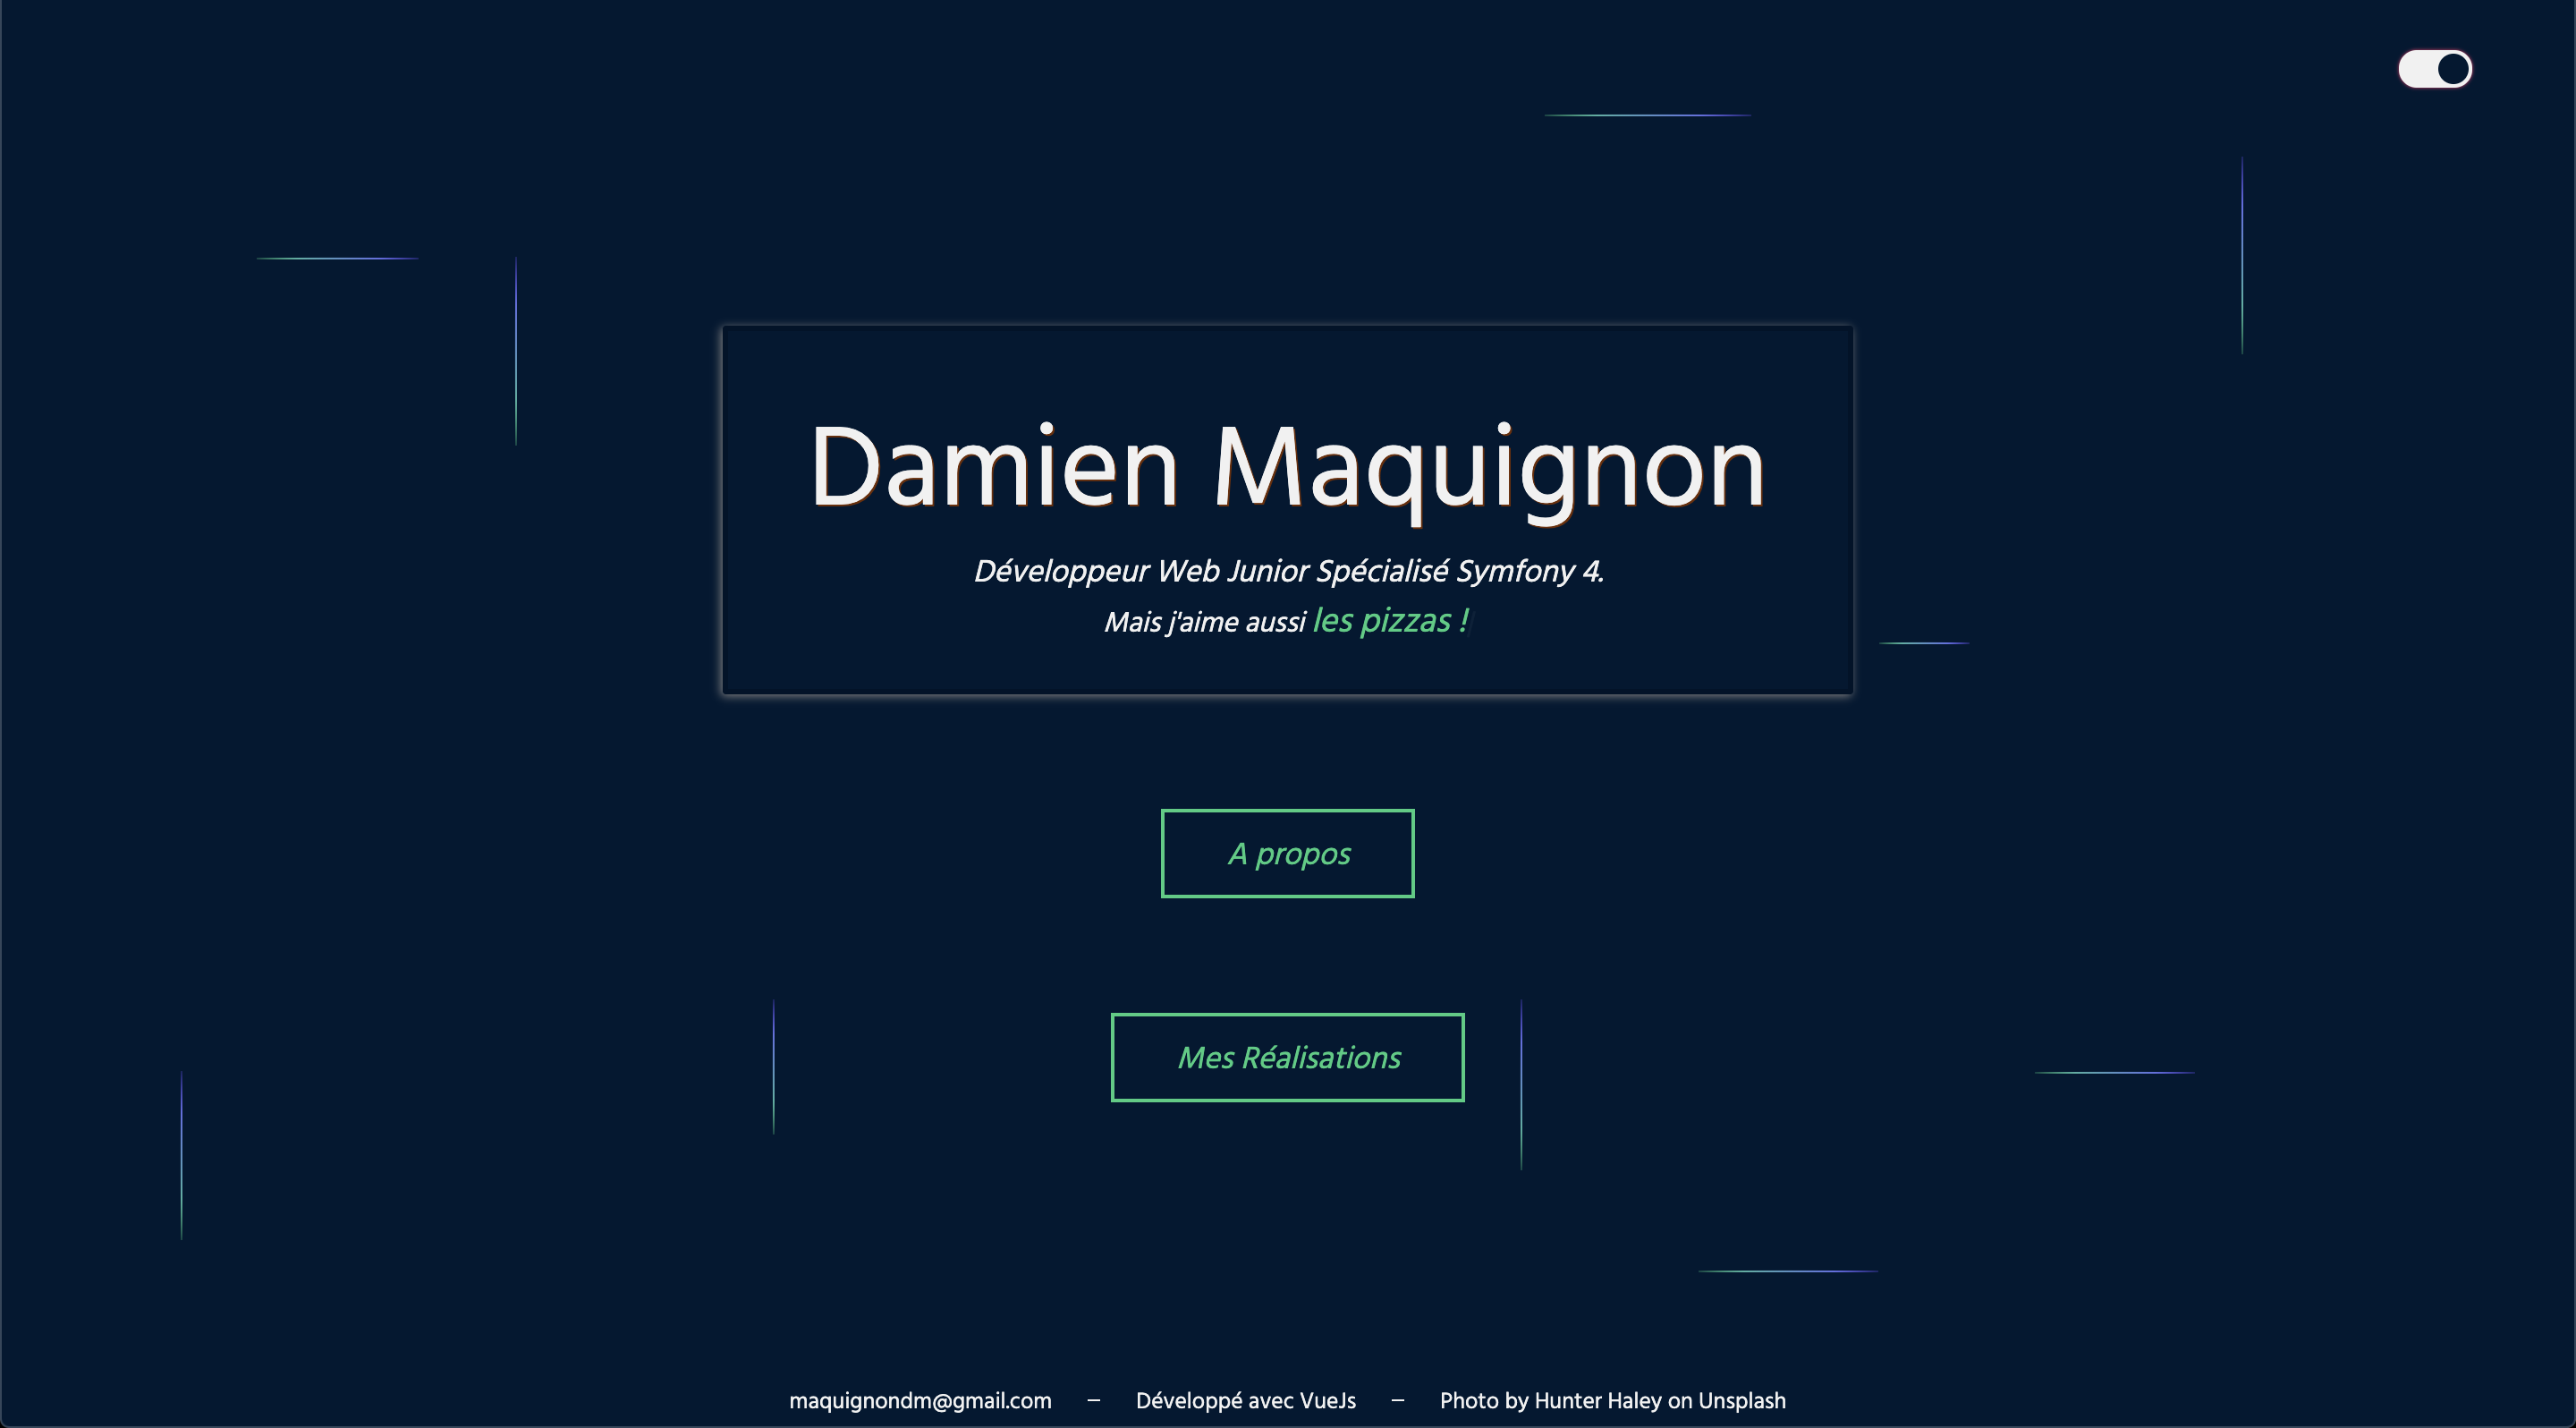 Damien Maquignon
Développeur Web Junior Spécialisé Symfony 4.
Mais j'aime aussi les pizzas !
A propos
Mes Réalisations
maquignondm@gmail.com — Développé avec VueJs — Photo by Hunter Haley on Unsplash